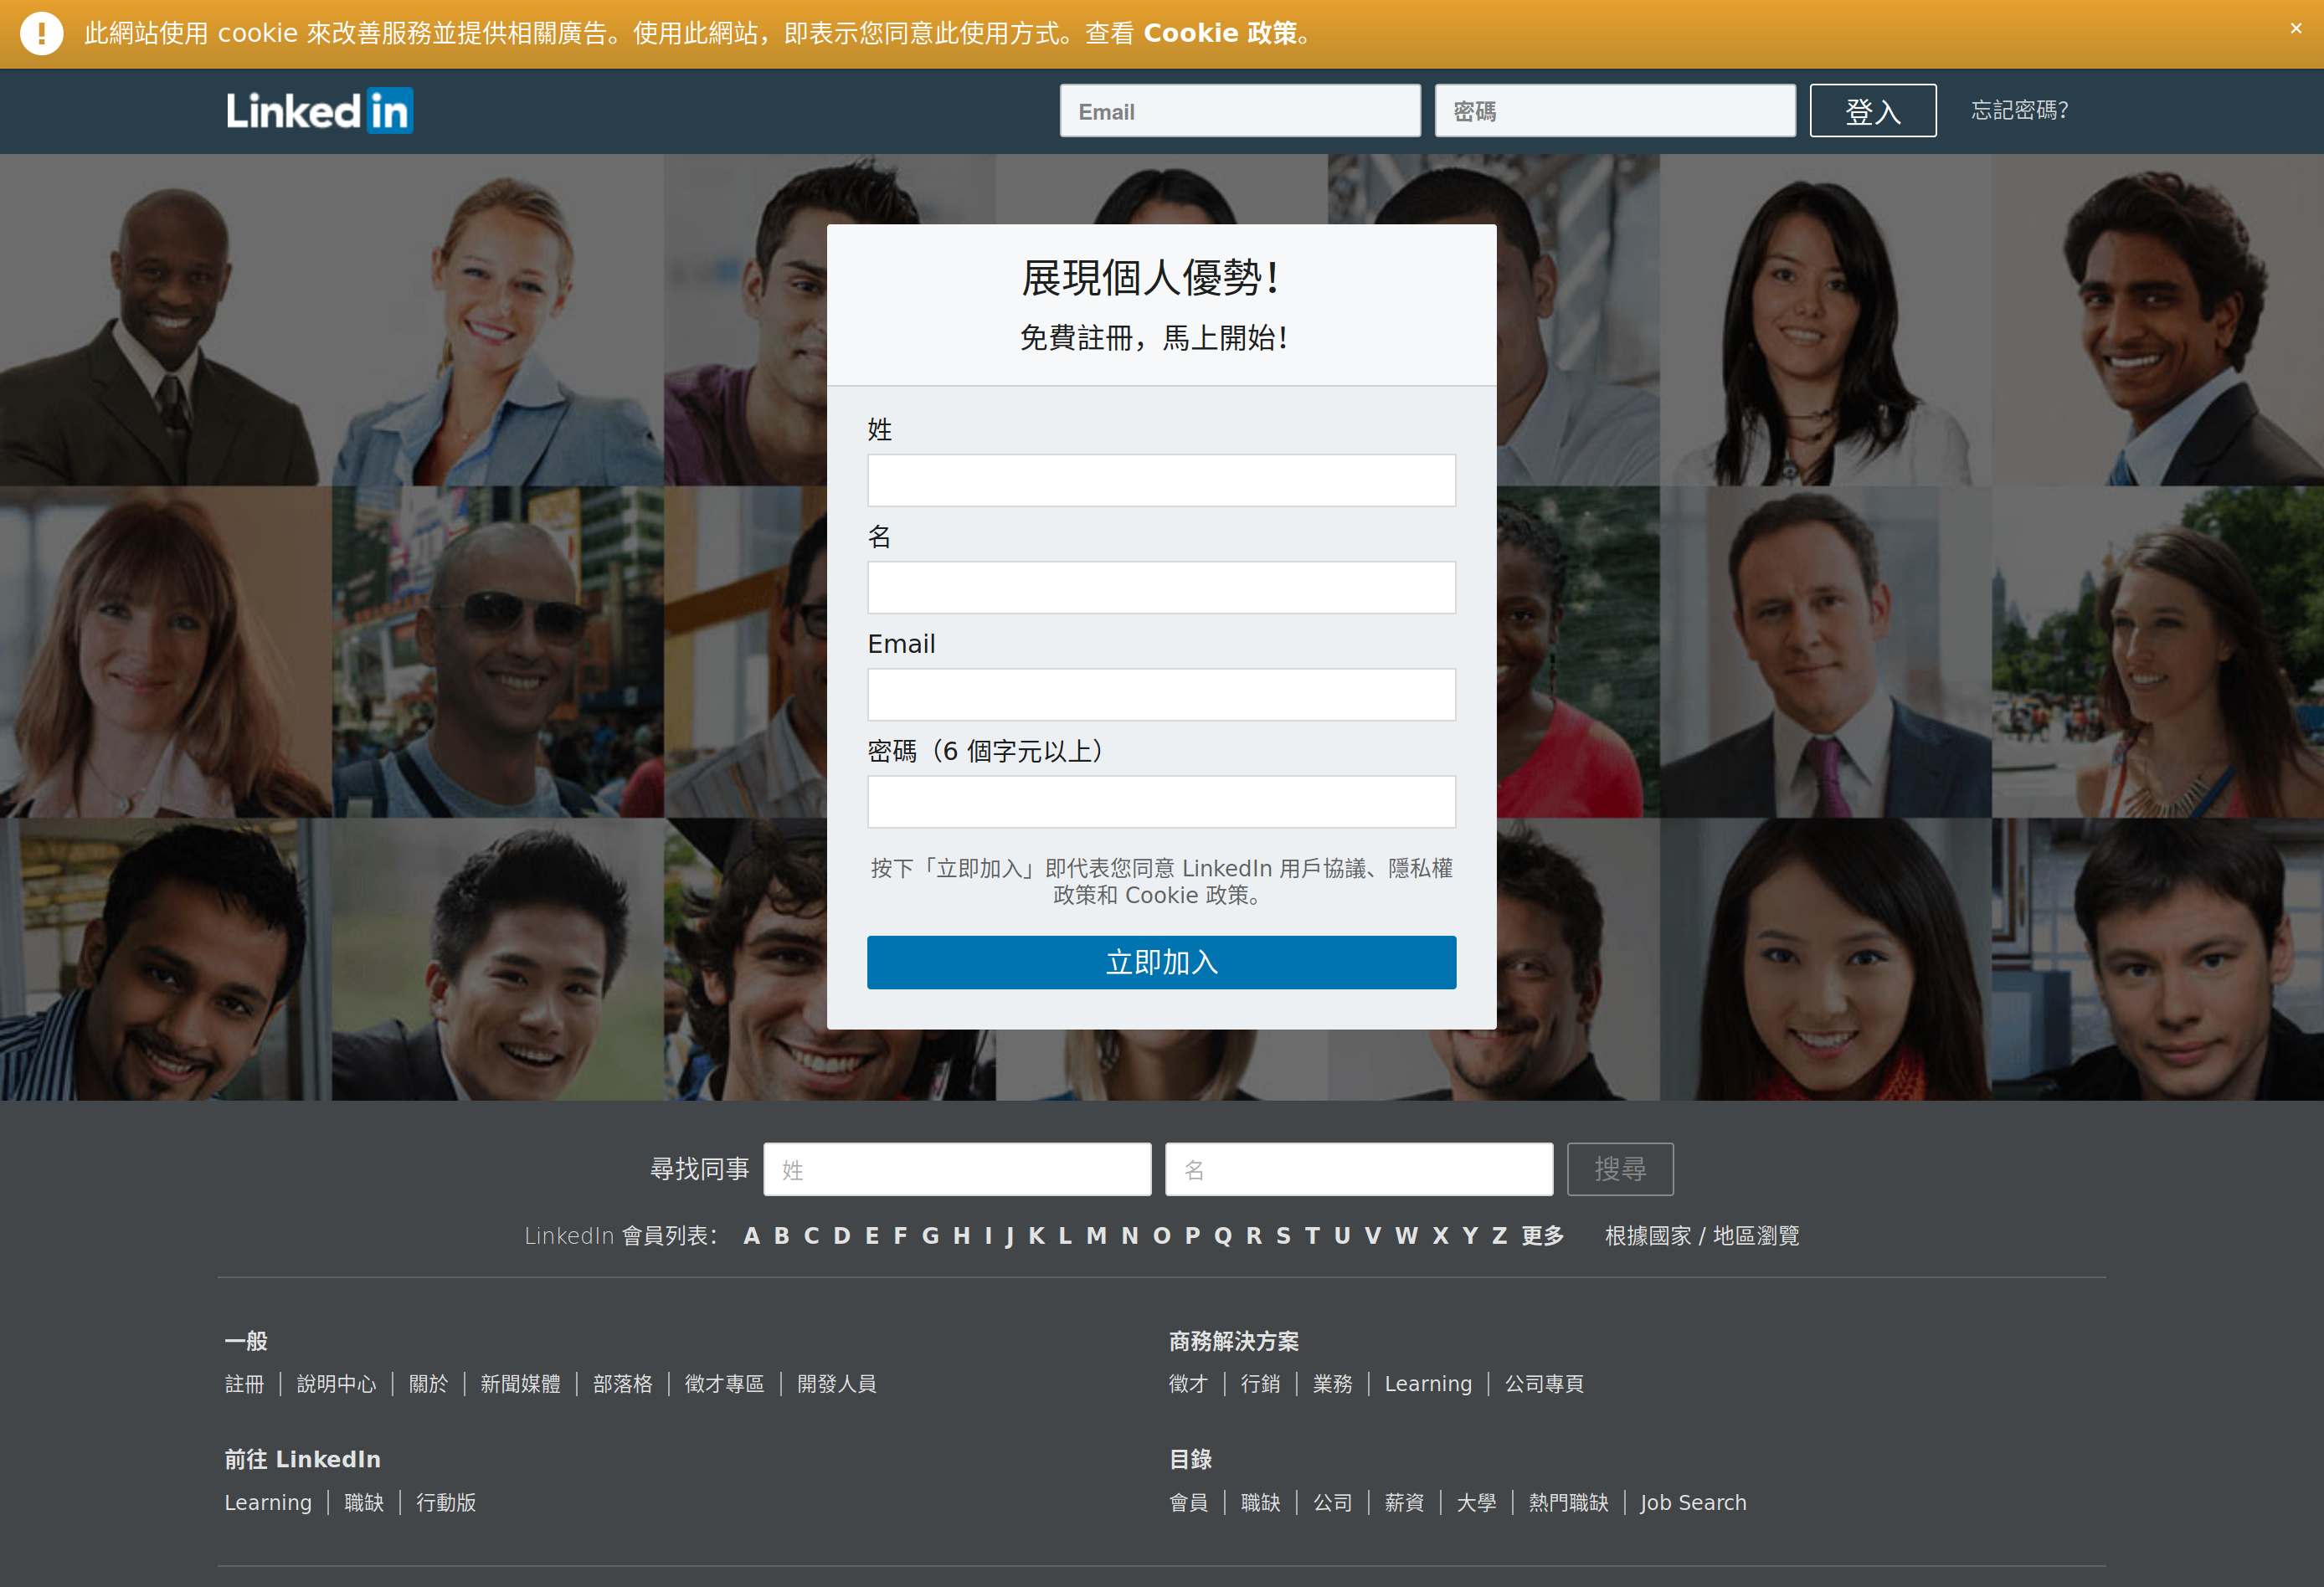 此網站使用 cookie 來改善服務並提供相關廣告。使用此網站，即表示您同意此使用方式。查看 Cookie 政策。
×
Linked in
Email
密碼
登入
忘記密碼？
展現個人優勢！
免費註冊，馬上開始！
姓
名
Email
密碼（6 個字元以上）
按下「立即加入」即代表您同意 LinkedIn 用戶協議、隱私權
政策和 Cookie 政策。
立即加入
尋找同事 姓 名 搜尋
LinkedIn 會員列表： A B C D E F G H I J K L M N O P Q R S T U V W X Y Z 更多 根據國家 / 地區瀏覽
一般
註冊 | 說明中心 | 關於 | 新聞媒體 | 部落格 | 徵才專區 | 開發人員
商務解決方案
徵才 | 行銷 | 業務 | Learning | 公司專頁
前往 LinkedIn
Learning | 職缺 | 行動版
目錄
會員 | 職缺 | 公司 | 薪資 | 大學 | 熱門職缺 | Job Search